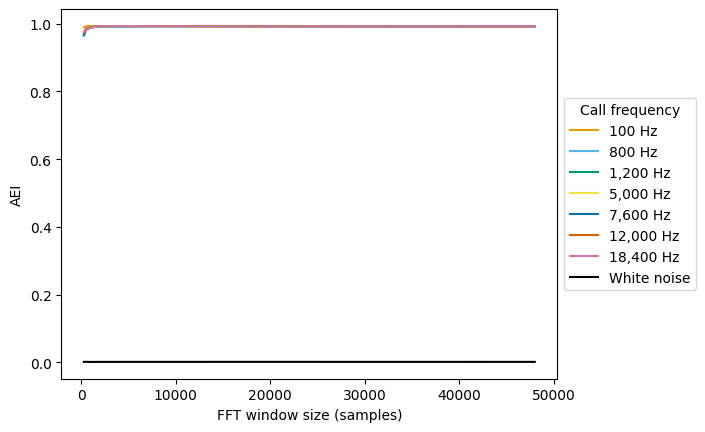 1.0
0.8
0.6
0.4
0.2
0.0
AEI
0
10000
20000
30000
40000
50000
FFT window size (samples)
Call frequency
100 Hz
800 Hz
1,200 Hz
5,000 Hz
7,600 Hz
12,000 Hz
18,400 Hz
White noise